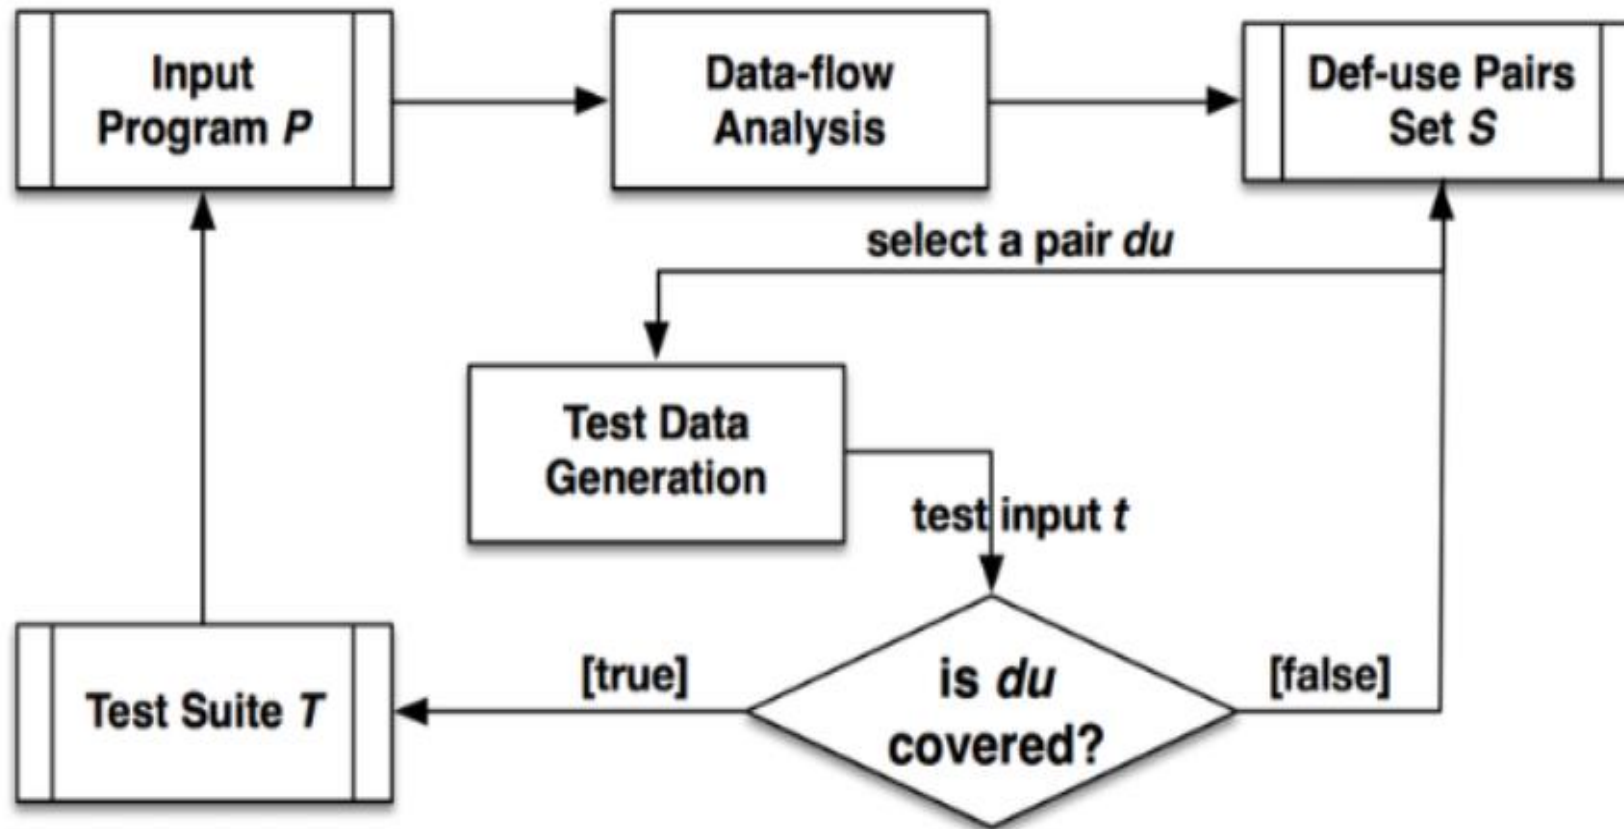 Input
Program P
Data-flow
Analysis
Def-use Pairs
Set S
select a pair du
Test Data
Generation
test input t
is du
covered?
[true]
[false]
Test Suite T